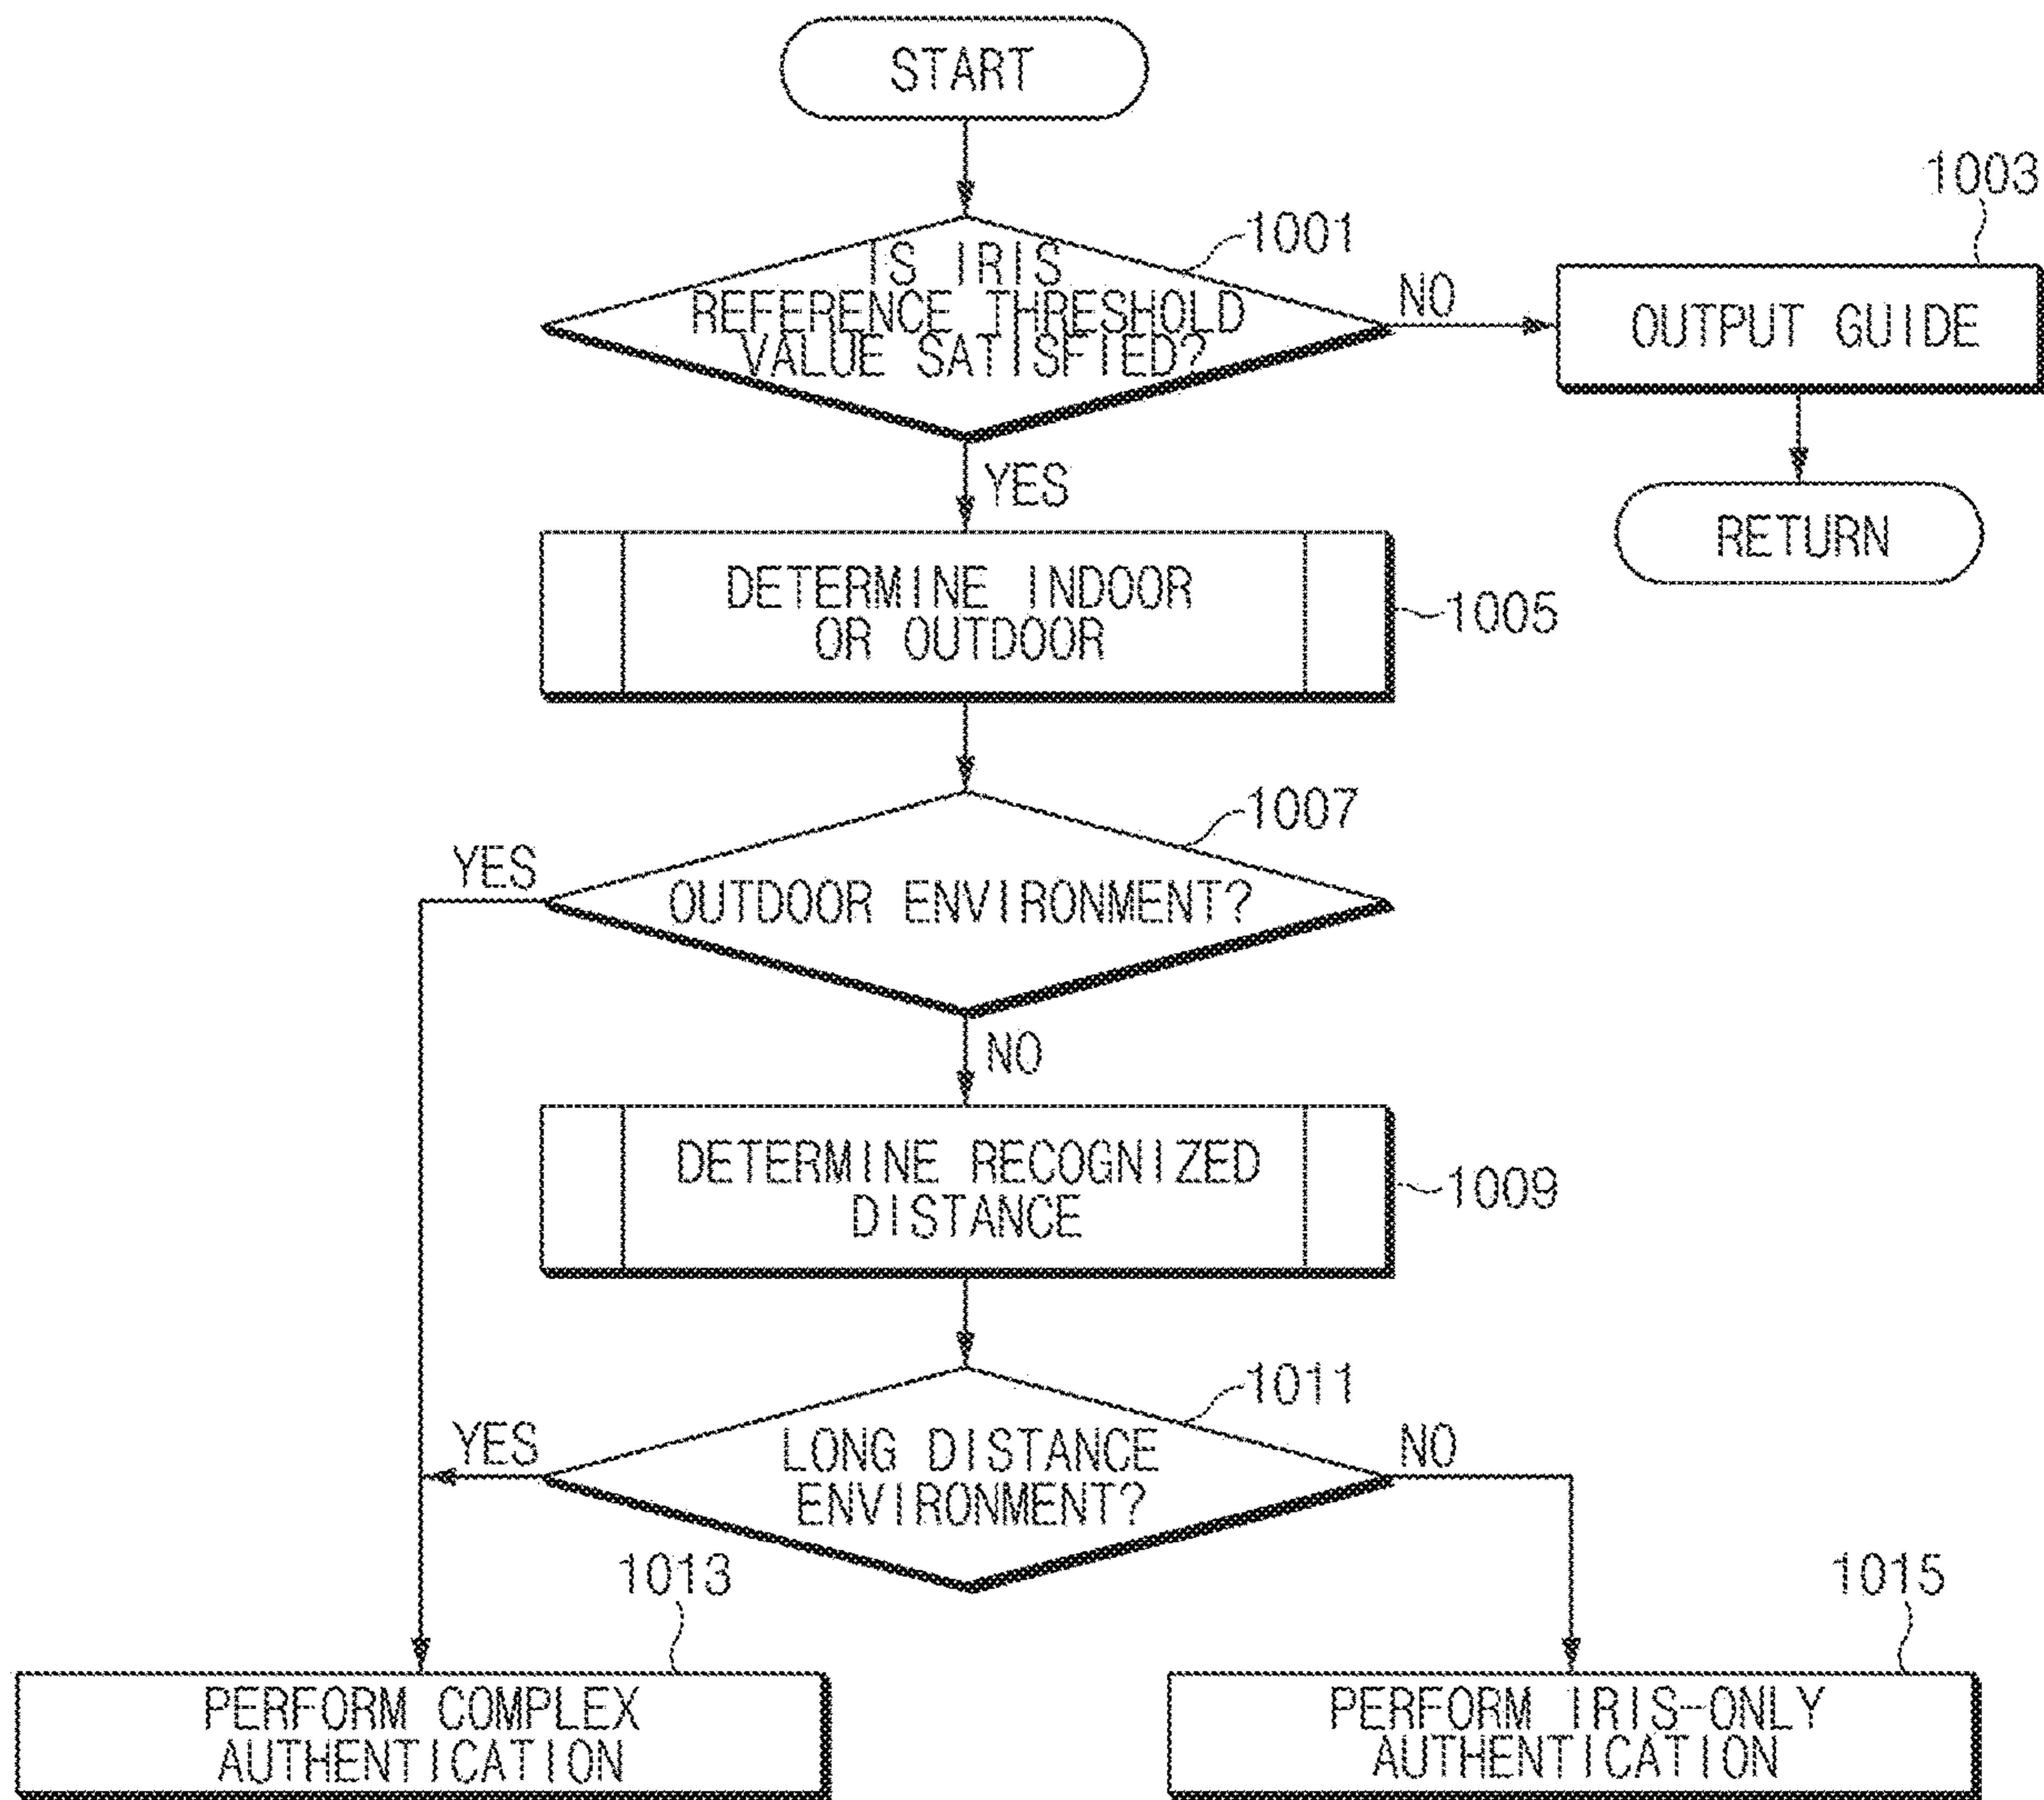 START
1003
1001
IS IRIS
REFERENCE THRESHOLD
VALUE SATISFIED?
NO
OUTPUT GUIDE
YES
RETURN
DETERMINE INDOOR
OR OUTDOOR
1005
1007
YES
OUTDOOR ENVIRONMENT?
NO
DETERMINE RECOGNIZED
DISTANCE
1009
1011
YES
LONG DISTANCE
ENVIRONMENT?
NO
1013
1015
PERFORM COMPLEX
AUTHENTICATION
PERFORM IRIS-ONLY
AUTHENTICATION